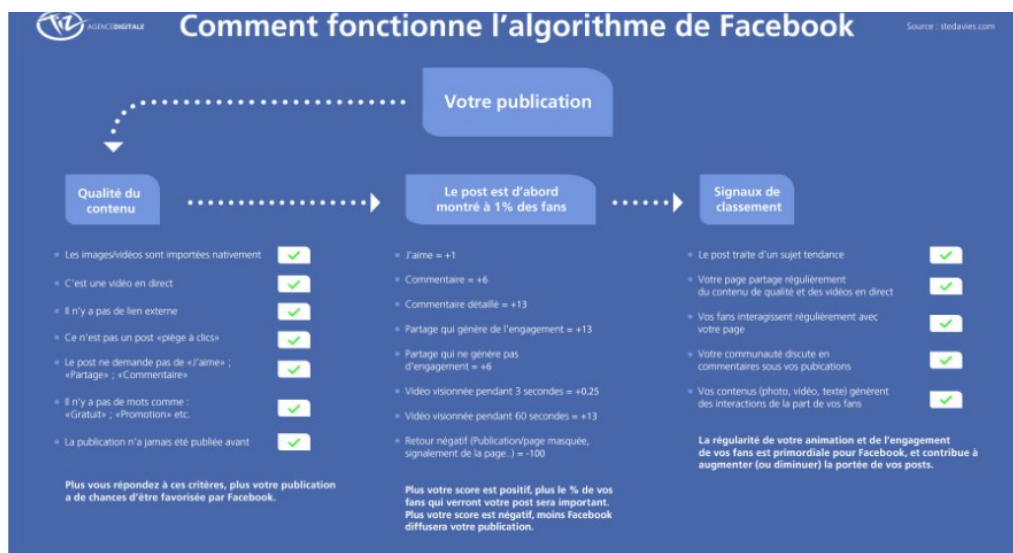 AGENCEDIGITALE
Comment fonctionne l'algorithme de Facebook
Source : stedavies.com
Votre publication
Qualité du
contenu
Les images/vidéos sont importées nativement
C'est une vidéo en direct
Il n'y a pas de lien externe
Ce n'est pas un post «piège à clics»
Le post ne demande pas de «J'aime» ;
«Partage» ; «Commentaire»
Il n'y a pas de mots comme :
«Gratuit» ; «Promotion» etc.
La publication n'a jamais été publiée avant
Plus vous répondez à ces critères, plus votre publication
a de chances d'être favorisée par Facebook.
Le post est d'abord
montré à 1% des fans
J'aime = +1
Commentaire = +6
Commentaire détaillé = +13
Partage qui génère de l'engagement = +13
Partage qui ne génère pas
d'engagement = +6
Vidéo visionnée pendant 3 secondes = +0.25
Vidéo visionnée pendant 60 secondes = +13
Retour négatif (Publication/page masquée,
signalement de la page..) = -100
Plus votre score est positif, plus le % de vos
fans qui verront votre post sera important.
Plus votre score est négatif, moins Facebook
diffusera votre publication.
Signaux de
classement
Le post traite d'un sujet tendance
Votre page partage régulièrement
du contenu de qualité et des vidéos en direct
Vos fans interagissent régulièrement avec
votre page
Votre communauté discute en
commentaires sous vos pubications
Vos contenus (photo, vidéo, texte) génèrent
des interactions de la part de vos fans
La régularité de votre animation et de l'engagement
de vos fans est primordiale pour Facebook, et contribue à
augmenter (ou diminuer) la portée de vos posts.